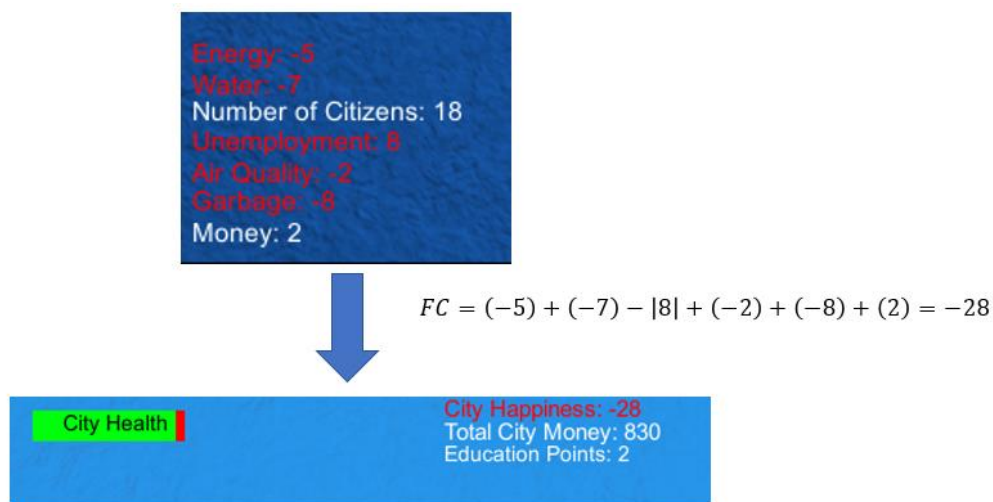 Energy: -5
Water: -7
Number of Citizens: 18
Unemployment: 8
Air Quality: -2
Garbage: -8
Money: 2
FC = (−5) + (−7) − |8| + (−2) + (−8) + (2) = −28
City Health
City Happiness: -28
Total City Money: 830
Education Points: 2